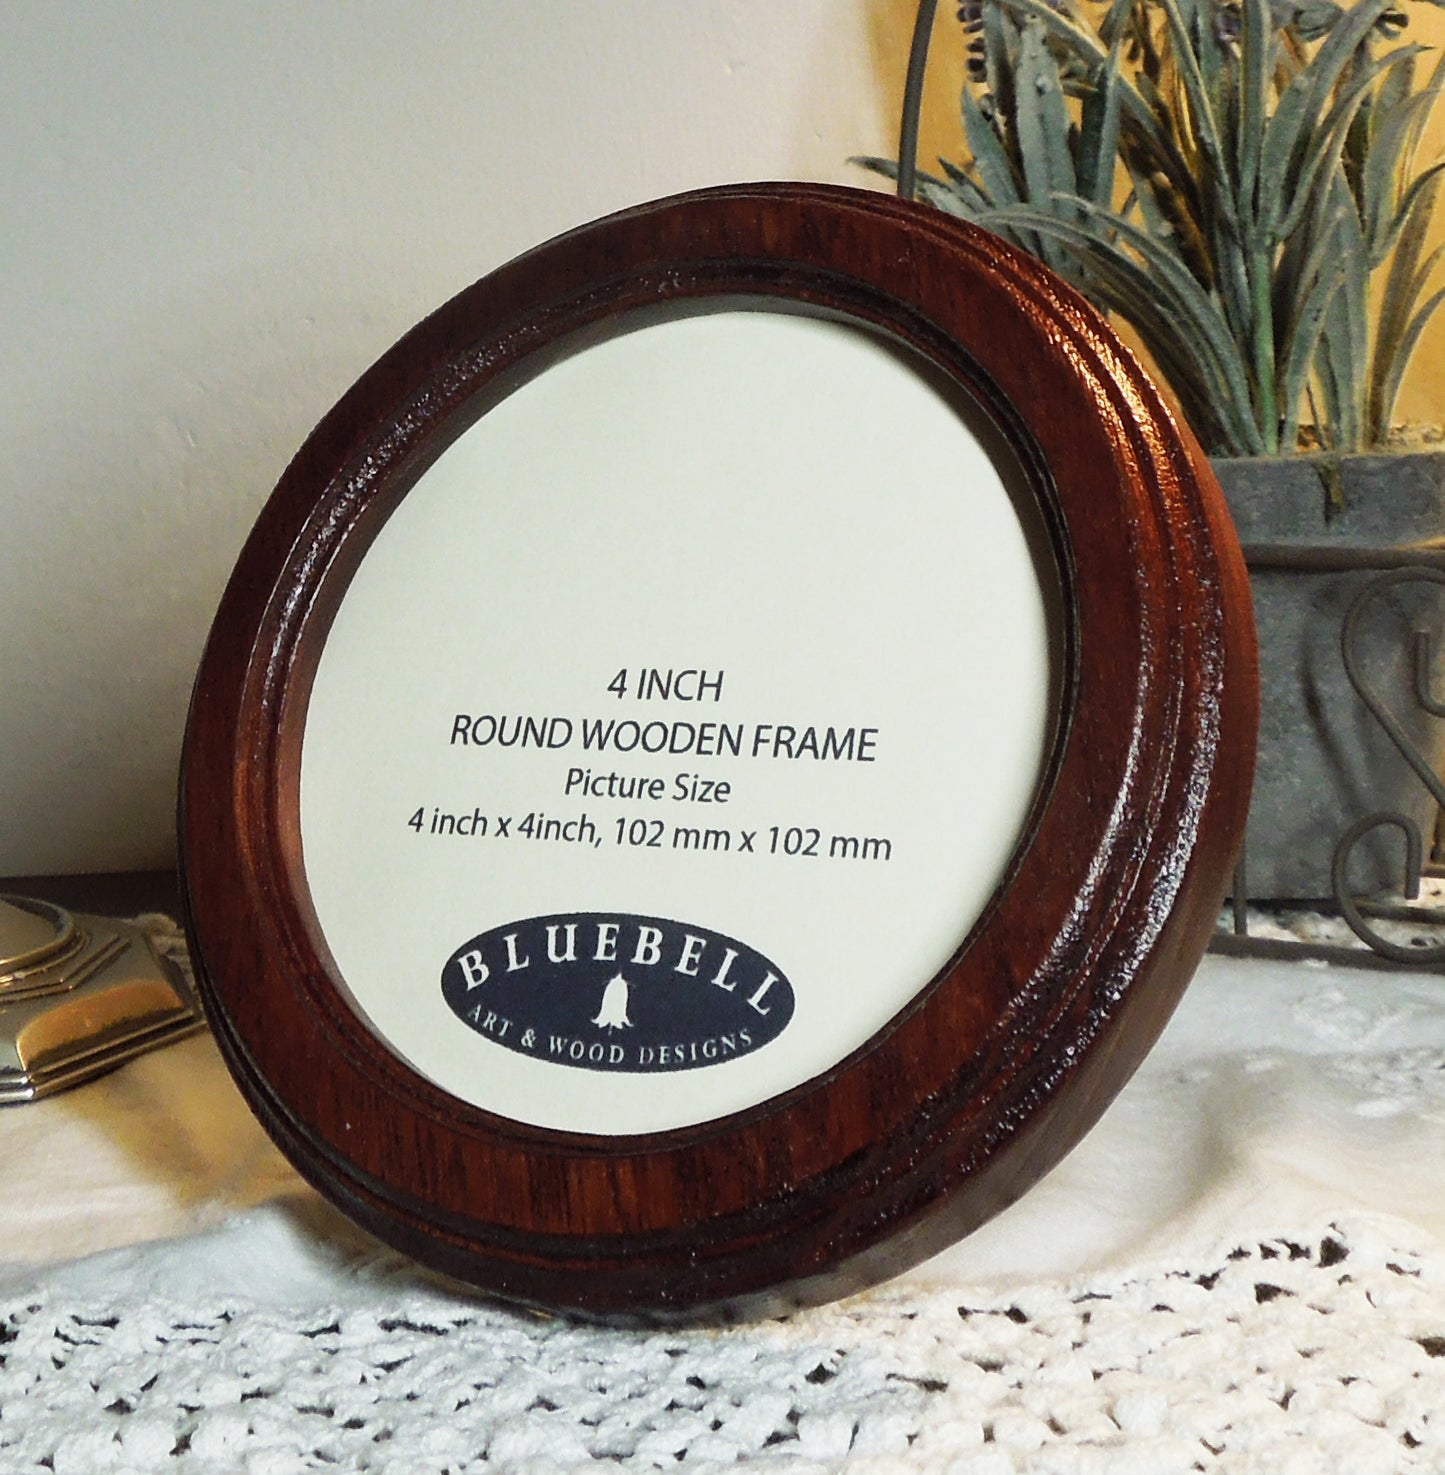 4 INCH
ROUND WOODEN FRAME
Picture Size
4 inch x 4inch, 102 mm x 102 mm
BLUEBELL
ART & WOOD DESIGNS